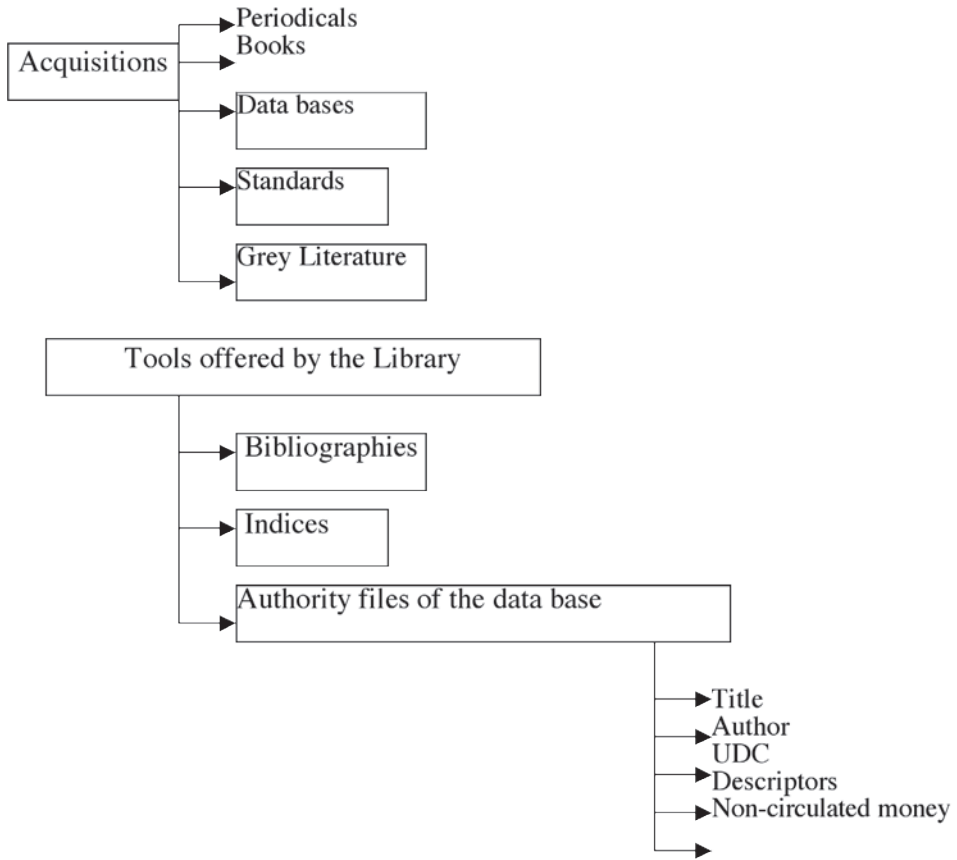 Periodicals
Books
Acquisitions
Data bases
Standards
Grey Literature
Tools offered by the Library
Bibliographies
Indices
Authority files of the data base
Title
Author
UDC
Descriptors
Non-circulated money